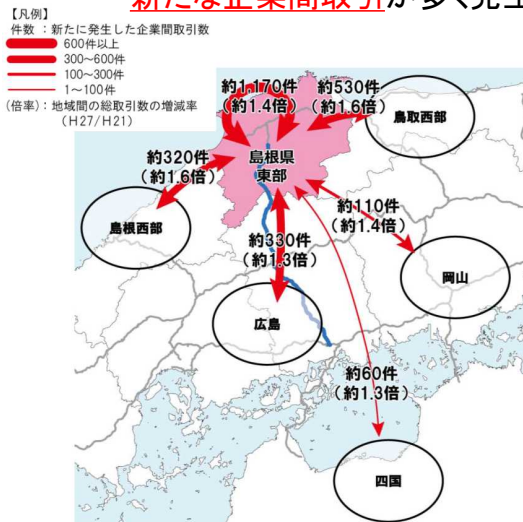 新たな企業間取引が多く発生
【凡例】
件数 ：新たに発生した企業間取引数
600件以上
300～600件
100～300件
1～100件
(倍率)：地域間の総取引数の増減率
（H27／H21）
約1,170件
（約1.4倍）
約530件
（約1.6倍）
鳥取西部
島根県
東部
約320件
（約1.6倍）
島根西部
約110件
（約1.4倍）
約330件
（約1.3倍）
岡山
広島
約60件
（約1.3倍）
四国